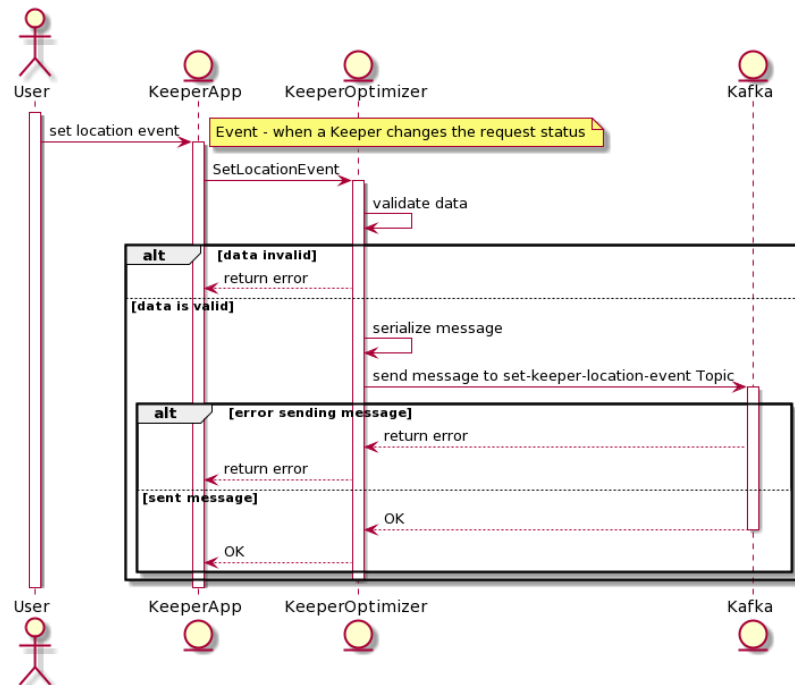 User
KeeperApp
KeeperOptimizer
Kafka
set location event
Event - when a Keeper changes the request status
SetLocationEvent
validate data
alt
[data invalid]
return error
[data is valid]
serialize message
send message to set-keeper-location-event Topic
alt
[error sending message]
return error
return error
[sent message]
OK
OK
User
KeeperApp
KeeperOptimizer
Kafka